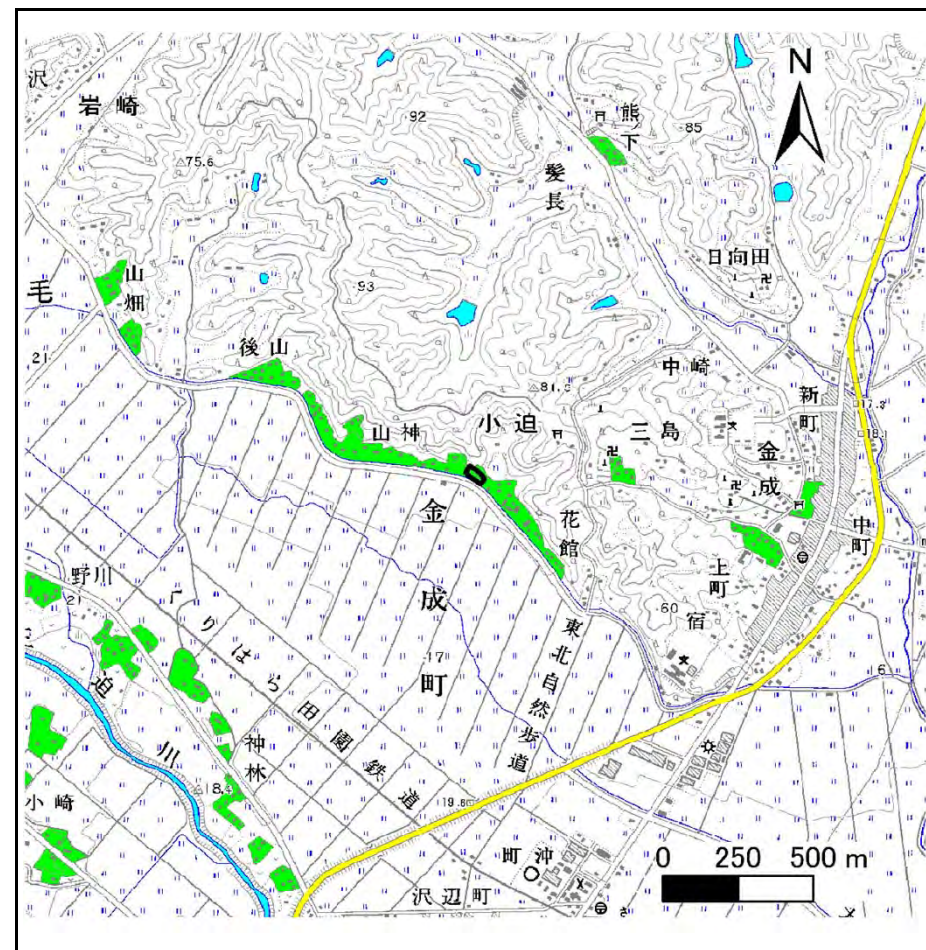 沢
岩崎
75.6
92
熊下
85
N
髪長
日向田
毛
山畑
93
21
後山
中崎
81.
新町
17.3
18.1
小迫
三島
山神
金成
花館
中町
上町
60
宿
野川
21
金成町
17
東北自然歩道
くりはら田園鉄道
6
迫川
神林
18.4
小崎
19.6
町沖
沢辺町
0 250 500 m